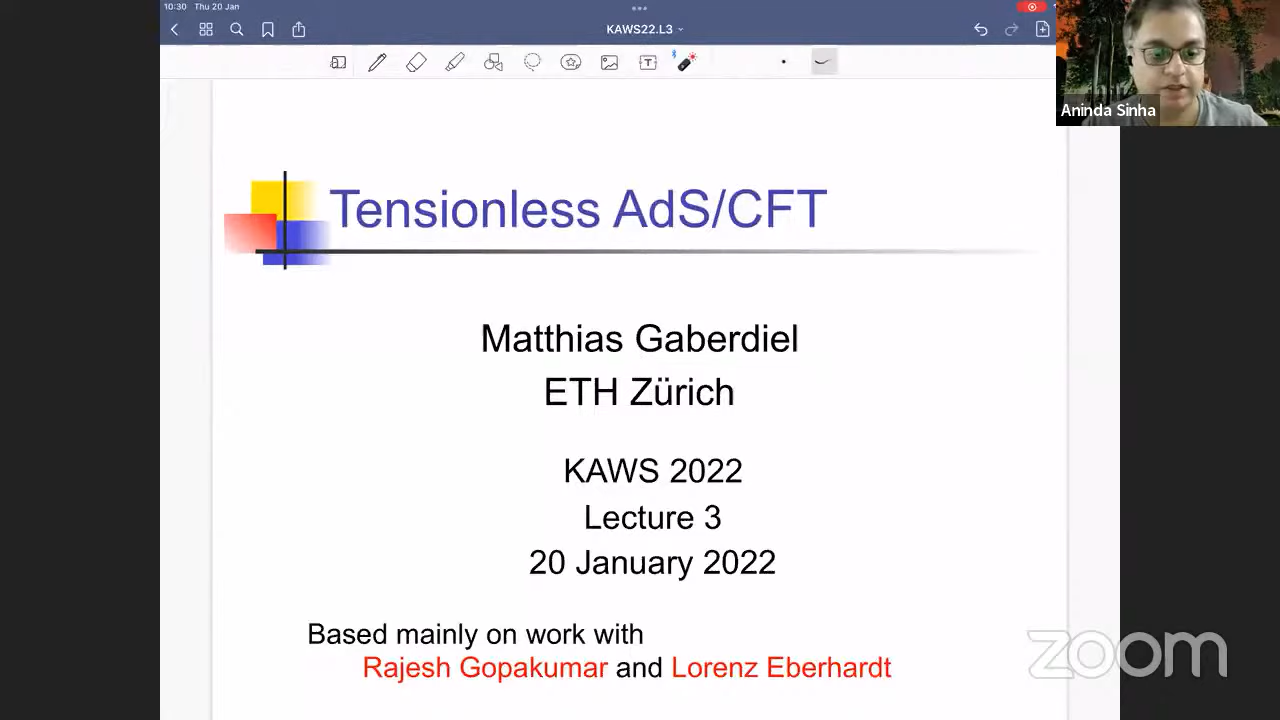 10:30 Thu 20 Jan
KAWS22.L3
T
Aninda Sinha
Tensionless AdS/CFT
Matthias Gaberdiel
ETH Zürich
KAWS 2022
Lecture 3
20 January 2022
Based mainly on work with
Rajesh Gopakumar and Lorenz Eberhardt
zoom